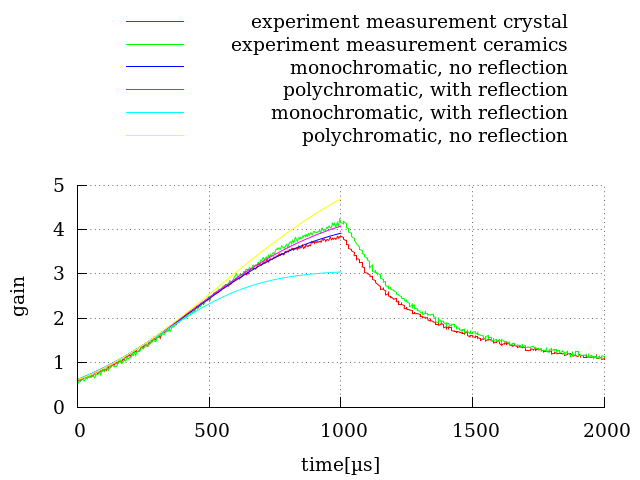 experiment measurement crystal
experiment measurement ceramics
monochromatic, no reflection
polychromatic, with reflection
monochromatic, with reflection
polychromatic, no reflection
5
4
3
2
1
0
gain
0 500 1000 1500 2000
time[µs]